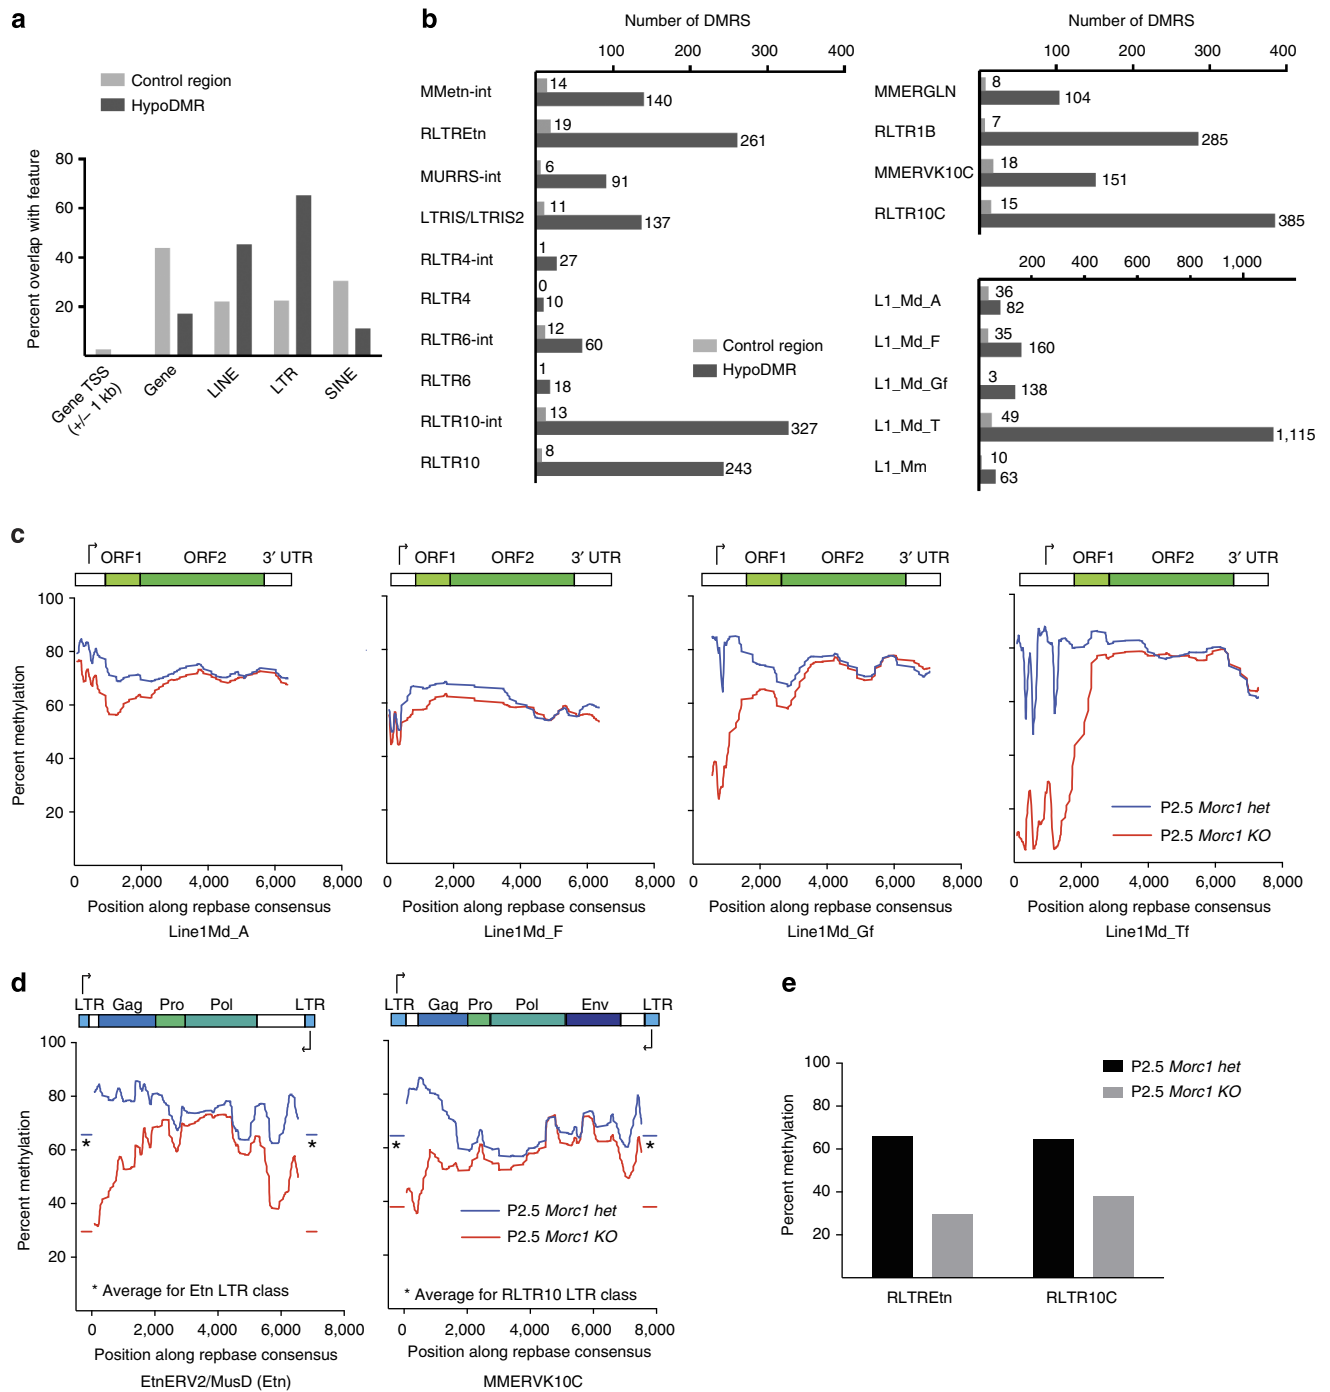 a
Control region
HypoDMR
Percent overlap with feature
80
60
40
20
Gene TSS
(+/− 1 kb)
Gene
LINE
LTR
SINE
b
Number of DMRS
100
200
300
400
MMetn-int
14
140
RLTREtn
19
261
MURRS-int
6
91
LTRIS/LTRIS2
11
137
RLTR4-int
1
27
RLTR4
0
10
RLTR6-int
12
60
RLTR6
1
18
RLTR10-int
13
327
RLTR10
8
243
Control region
HypoDMR
Number of DMRS
100
200
300
400
MMERGLN
8
104
RLTR1B
7
285
MMERVK10C
18
151
RLTR10C
15
385
200
400
600
800
1,000
L1_Md_A
36
82
L1_Md_F
35
160
L1_Md_Gf
3
138
L1_Md_T
49
1,115
L1_Mm
10
63
c
ORF1
ORF2
3′ UTR
Percent methylation
100
80
60
40
20
0
2,000
4,000
6,000
8,000
Position along repbase consensus
Line1Md_A
ORF1
ORF2
3′ UTR
0
2,000
4,000
6,000
8,000
Position along repbase consensus
Line1Md_F
ORF1
ORF2
3′ UTR
0
2,000
4,000
6,000
8,000
Position along repbase consensus
Line1Md_Gf
ORF1
ORF2
3′ UTR
P2.5 Morc1 het
P2.5 Morc1 KO
0
2,000
4,000
6,000
8,000
Position along repbase consensus
Line1Md_Tf
d
LTR
Gag
Pro
Pol
LTR
Percent methylation
100
80
60
40
20
*
*
* Average for Etn LTR class
0
2,000
4,000
6,000
8,000
Position along repbase consensus
EtnERV2/MusD (Etn)
LTR
Gag
Pro
Pol
Env
LTR
*
*
P2.5 Morc1 het
P2.5 Morc1 KO
* Average for RLTR10 LTR class
0
2,000
4,000
6,000
8,000
Position along repbase consensus
MMERVK10C
e
P2.5 Morc1 het
P2.5 Morc1 KO
Percent methylation
100
80
60
40
20
RLTREtn
RLTR10C